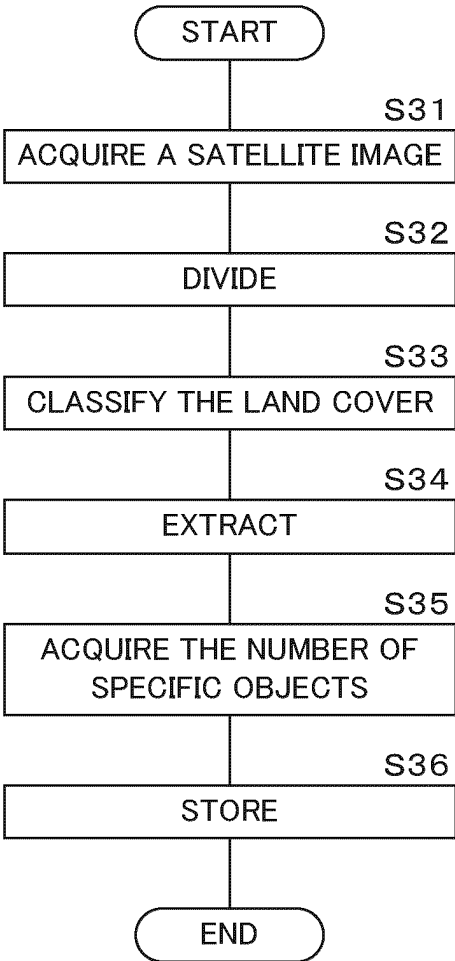 START
S31
ACQUIRE A SATELLITE IMAGE
S32
DIVIDE
S33
CLASSIFY THE LAND COVER
S34
EXTRACT
S35
ACQUIRE THE NUMBER OF
SPECIFIC OBJECTS
S36
STORE
END